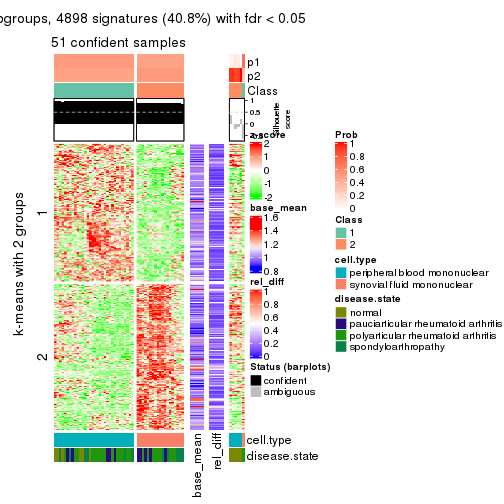 ogroups, 4898 signatures (40.8%) with fdr < 0.05
51 confident samples
p1
p2
Class
1
0.5
0
Silhouette
score
z-score
2
1
0
-1
-2
base_mean
1.6
1.4
1.2
1
0.8
rel_diff
1
0.8
0.6
0.4
0.2
0
Status (barplots)
confident
ambiguous
Prob
1
0.8
0.6
0.4
0.2
0
Class
1
2
cell.type
peripheral blood mononuclear
synovial fluid mononuclear
disease.state
normal
pauciarticular rheumatoid arthritis
polyarticular rheumatoid arthritis
spondyloarthropathy
k-means with 2 groups
1
2
cell.type
disease.state
base_mean
rel_diff